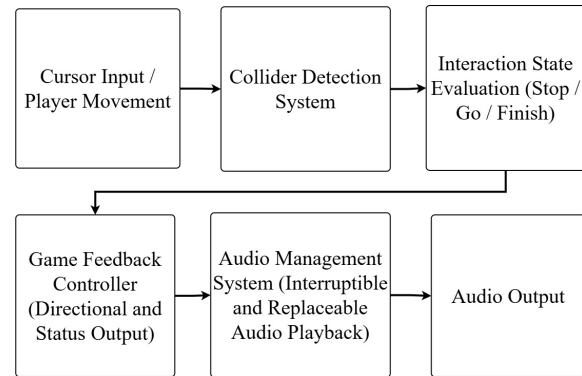 Cursor Input /
Player Movement
Collider Detection
System
Interaction State
Evaluation (Stop /
Go / Finish)
Game Feedback
Controller
(Directional and
Status Output)
Audio Management
System (Interruptible
and Replaceable
Audio Playback)
Audio Output